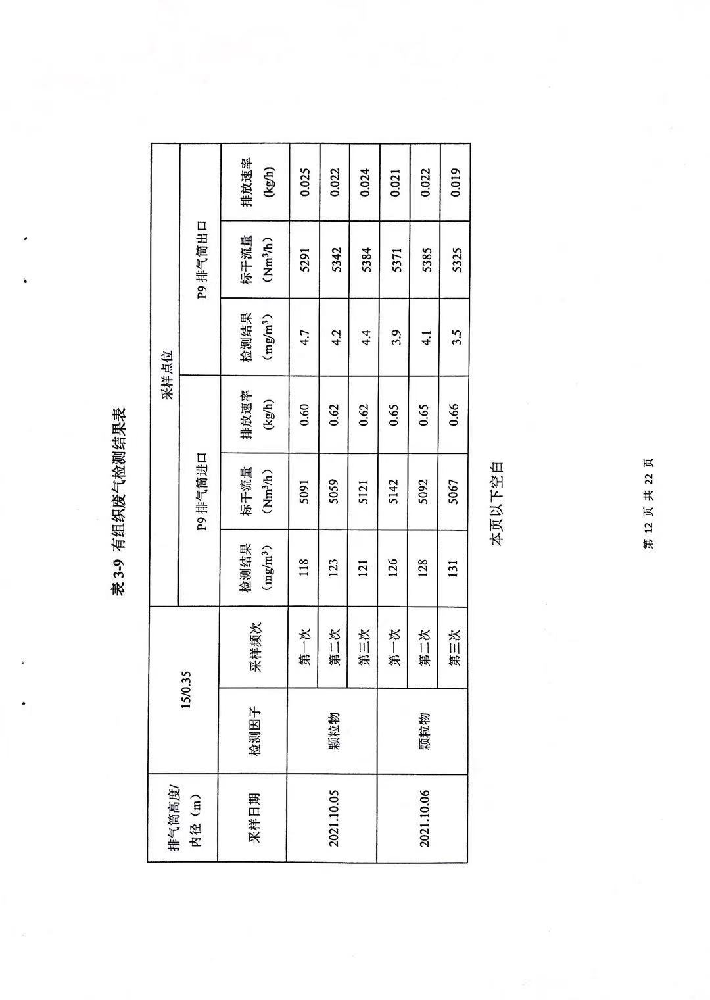 表 3-9 有组织废气检测结果表
排气筒高度/内径（m） 15/0.35 采样点位
P9 排气筒进口 P9 排气筒出口
采样日期 检测因子 采样频次 检测结果（mg/m³） 标干流量（Nm³/h） 排放速率(kg/h) 检测结果（mg/m³） 标干流量（Nm³/h） 排放速率(kg/h)
2021.10.05 颗粒物 第一次 118 5091 0.60 4.7 5291 0.025
第二次 123 5059 0.62 4.2 5342 0.022
第三次 121 5121 0.62 4.4 5384 0.024
2021.10.06 颗粒物 第一次 126 5142 0.65 3.9 5371 0.021
第二次 128 5092 0.65 4.1 5385 0.022
第三次 131 5067 0.66 3.5 5325 0.019
本页以下空白
第 12 页 共 22 页